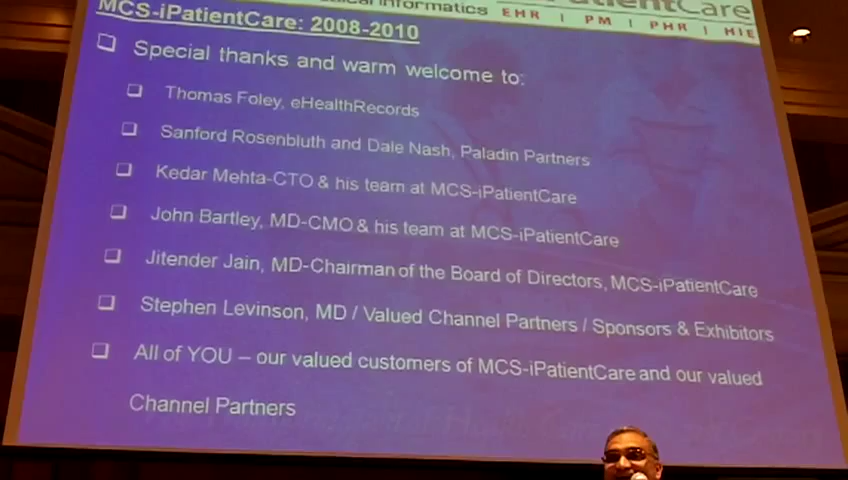 MCS-iPatientCare: 2008-2010
Informatics
PatientCare
EHR | PM | PHR | HIE
❑ Special thanks and warm welcome to:
❑ Thomas Foley, eHealthRecords
❑ Sanford Rosenbluth and Dale Nash, Paladin Partners
❑ Kedar Mehta-CTO & his team at MCS-iPatientCare
❑ John Bartley, MD-CMO & his team at MCS-iPatientCare
❑ Jitender Jain, MD-Chairman of the Board of Directors, MCS-iPatientCare
❑ Stephen Levinson, MD / Valued Channel Partners / Sponsors & Exhibitors
❑ All of YOU – our valued customers of MCS-iPatientCare and our valued
Channel Partners